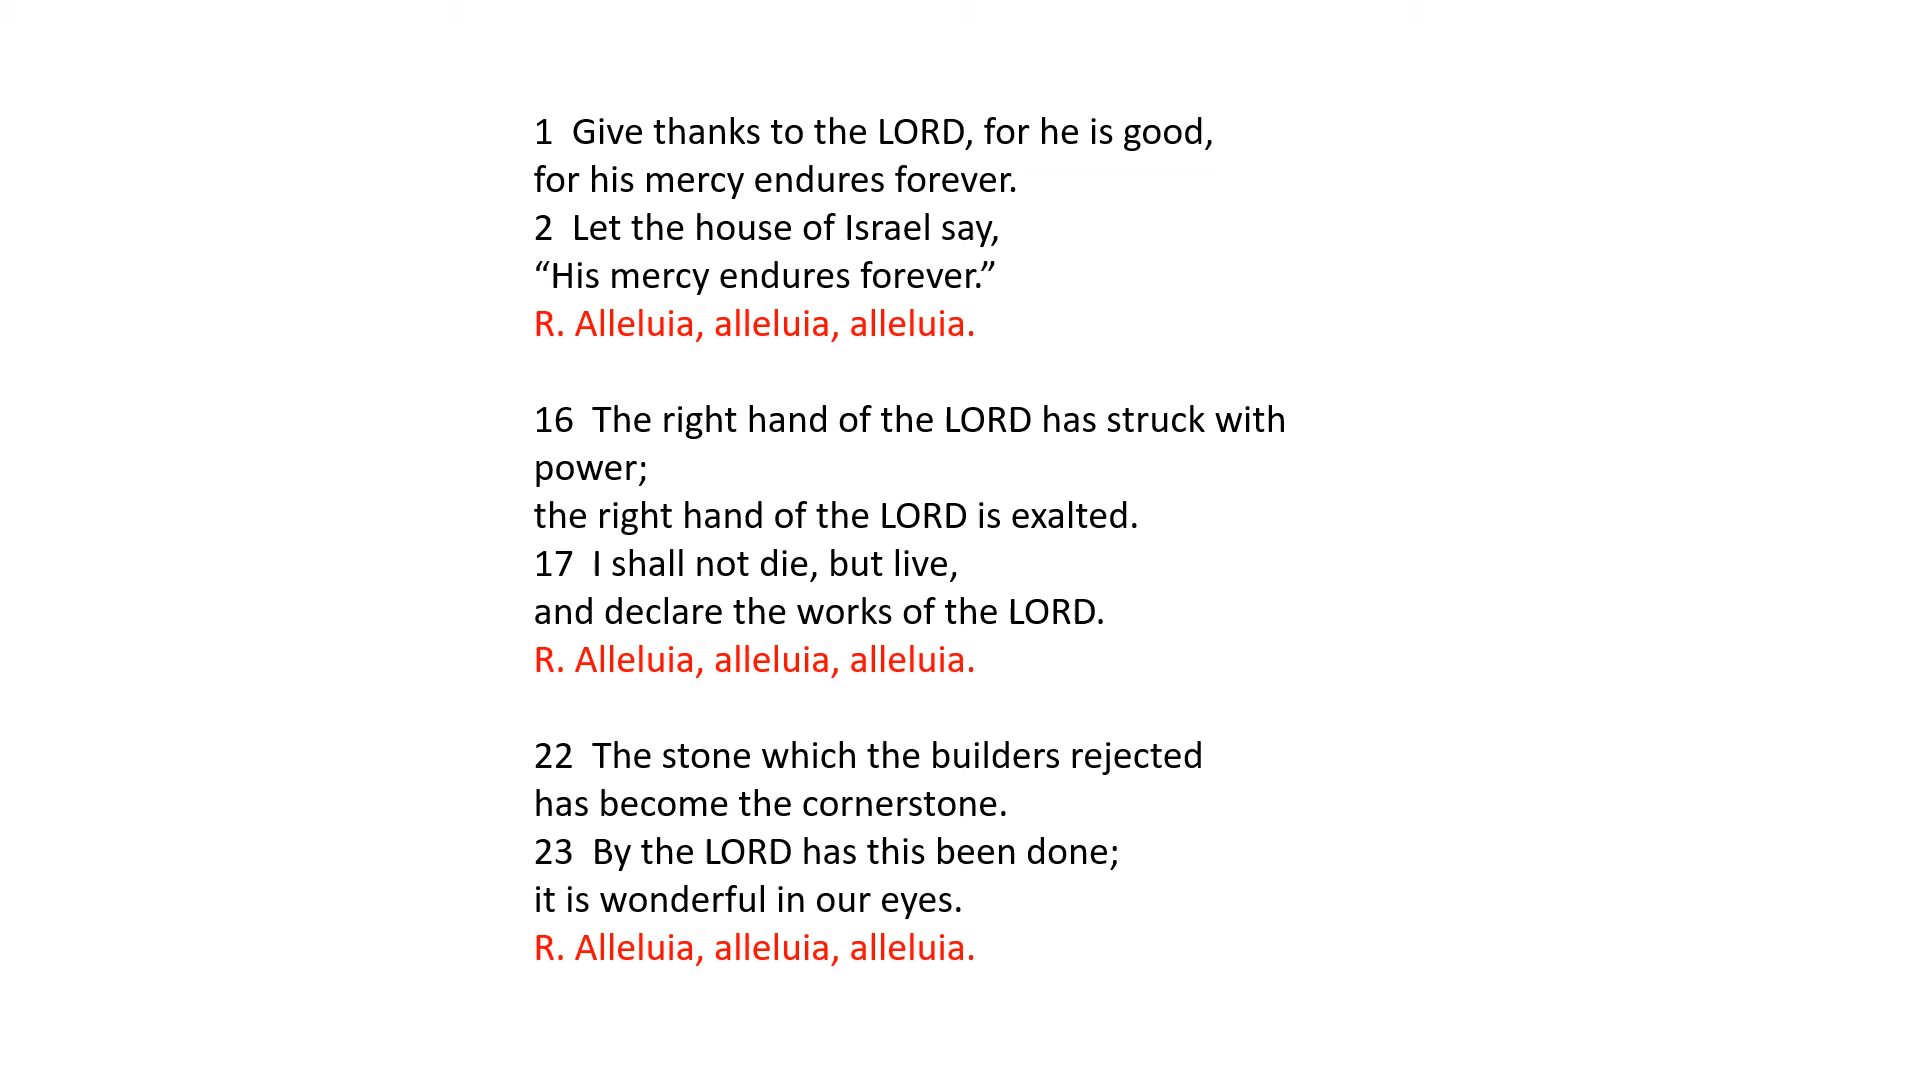 1  Give thanks to the LORD, for he is good,
for his mercy endures forever.
2  Let the house of Israel say,
“His mercy endures forever.”
R. Alleluia, alleluia, alleluia.
16  The right hand of the LORD has struck with
power;
the right hand of the LORD is exalted.
17  I shall not die, but live,
and declare the works of the LORD.
R. Alleluia, alleluia, alleluia.
22  The stone which the builders rejected
has become the cornerstone.
23  By the LORD has this been done;
it is wonderful in our eyes.
R. Alleluia, alleluia, alleluia.